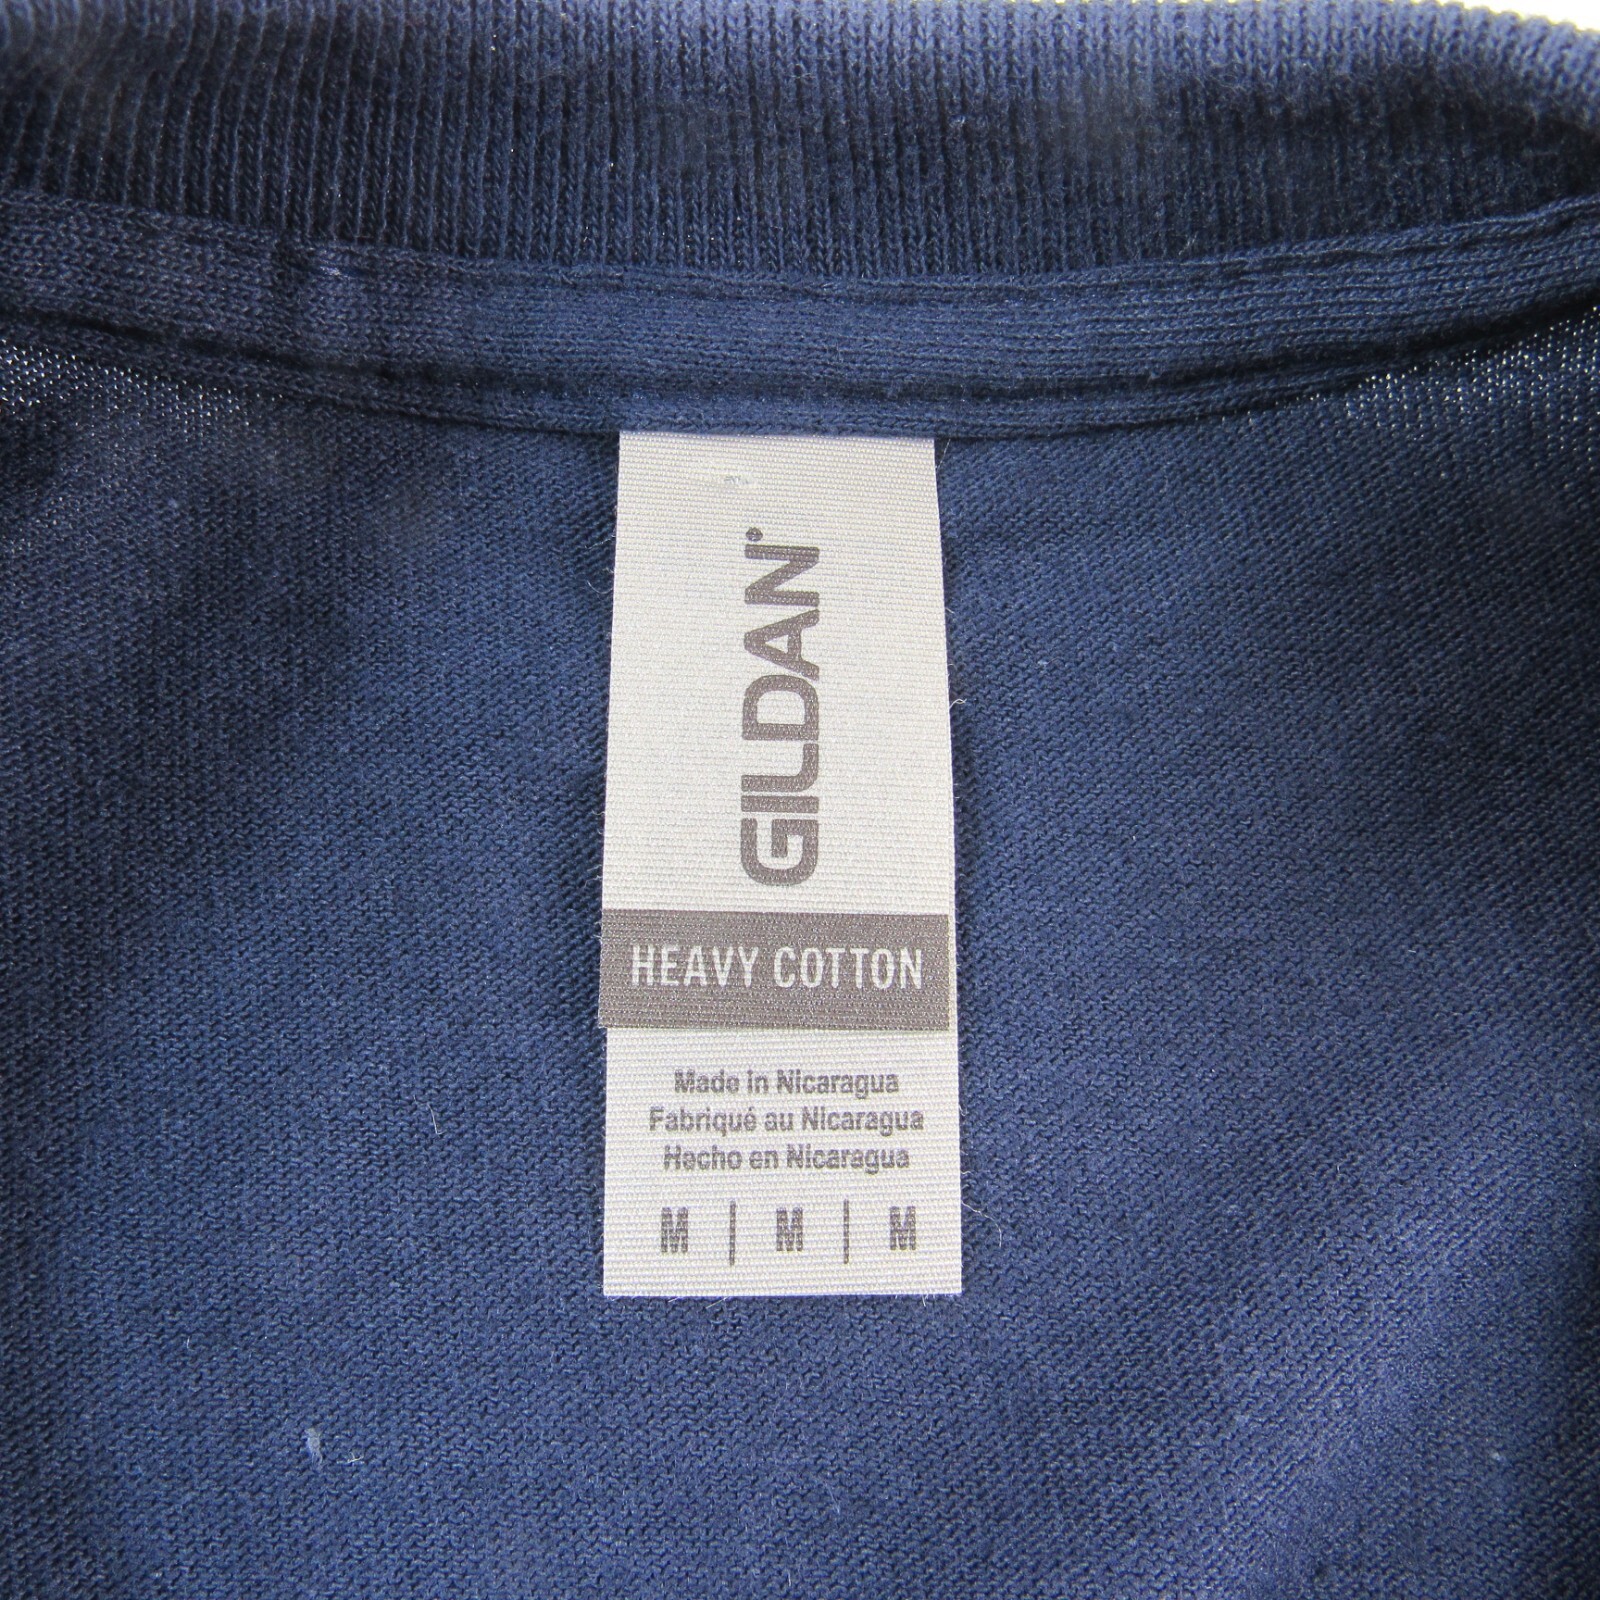 GILDAN
HEAVY COTTON
Made in Nicaragua
Fabriqué au Nicaragua
Hecho en Nicaragua
M | M | M